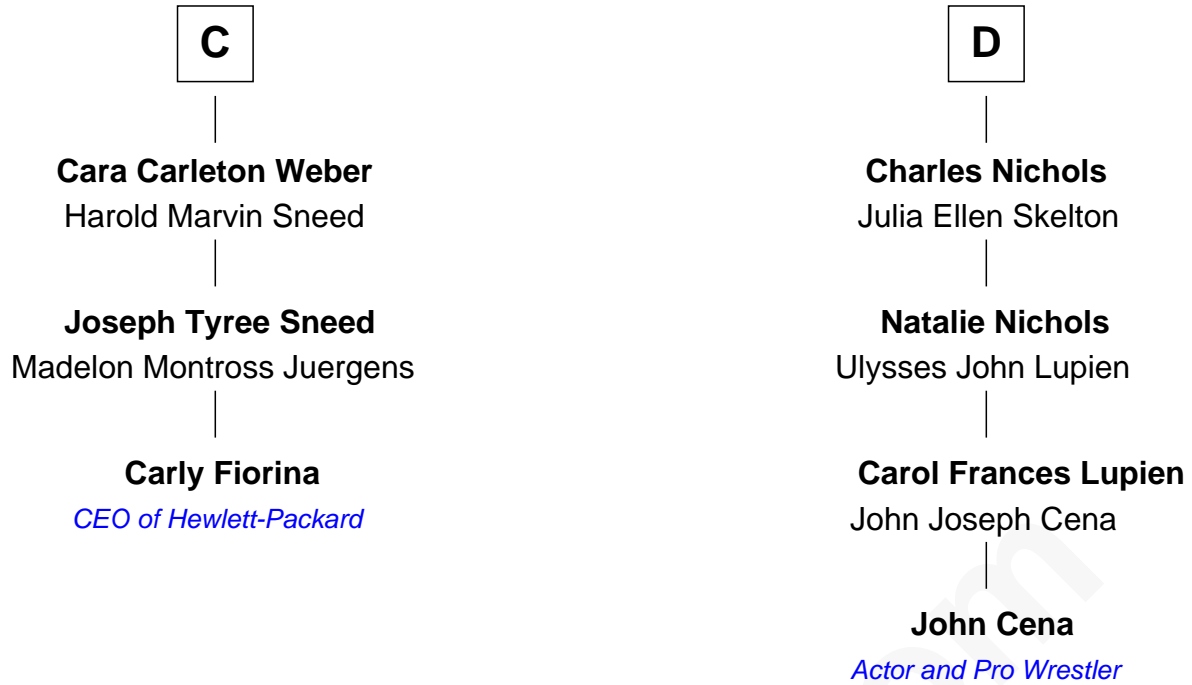 C
Cara Carleton Weber
Harold Marvin Sneed
Joseph Tyree Sneed
Madelon Montross Juergens
Carly Fiorina
CEO of Hewlett-Packard
D
Charles Nichols
Julia Ellen Skelton
Natalie Nichols
Ulysses John Lupien
Carol Frances Lupien
John Joseph Cena
John Cena
Actor and Pro Wrestler